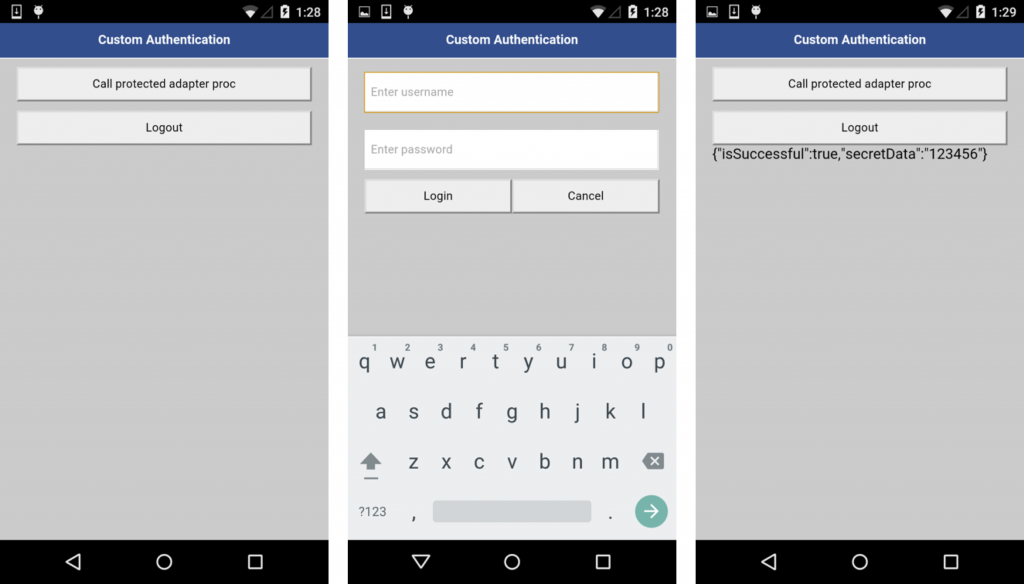 1:28
Custom Authentication
Call protected adapter proc
Logout
1:28
Custom Authentication
Enter username
Enter password
Login Cancel
1 2 3 4 5 6 7 8 9 0
q w e r t y u i o p
a s d f g h j k l
z x c v b n m
?123 , .
1:29
Custom Authentication
Call protected adapter proc
Logout
{"isSuccessful":true,"secretData":"123456"}